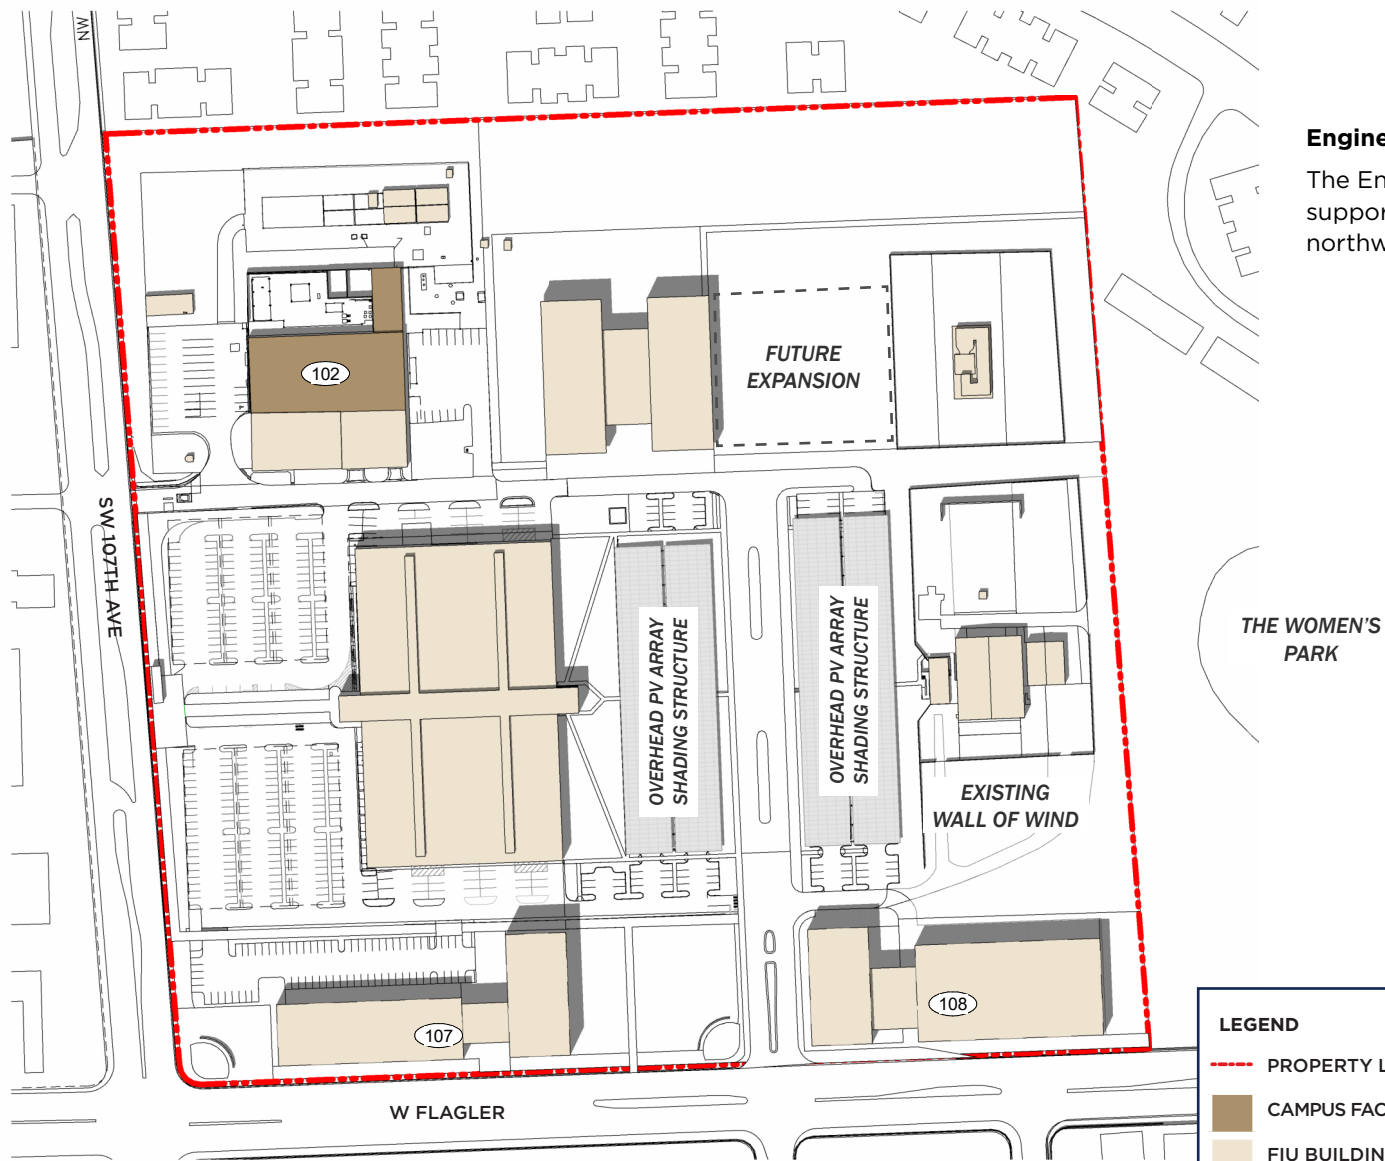 NW
Engine
The En
suppor
northw
102
FUTURE
EXPANSION
SW 107TH AVE
OVERHEAD PV ARRAY
SHADING STRUCTURE
OVERHEAD PV ARRAY
SHADING STRUCTURE
THE WOMEN'S
PARK
EXISTING
WALL OF WIND
107
108
W FLAGLER
LEGEND
PROPERTY L
CAMPUS FAC
FIU BUILDIN